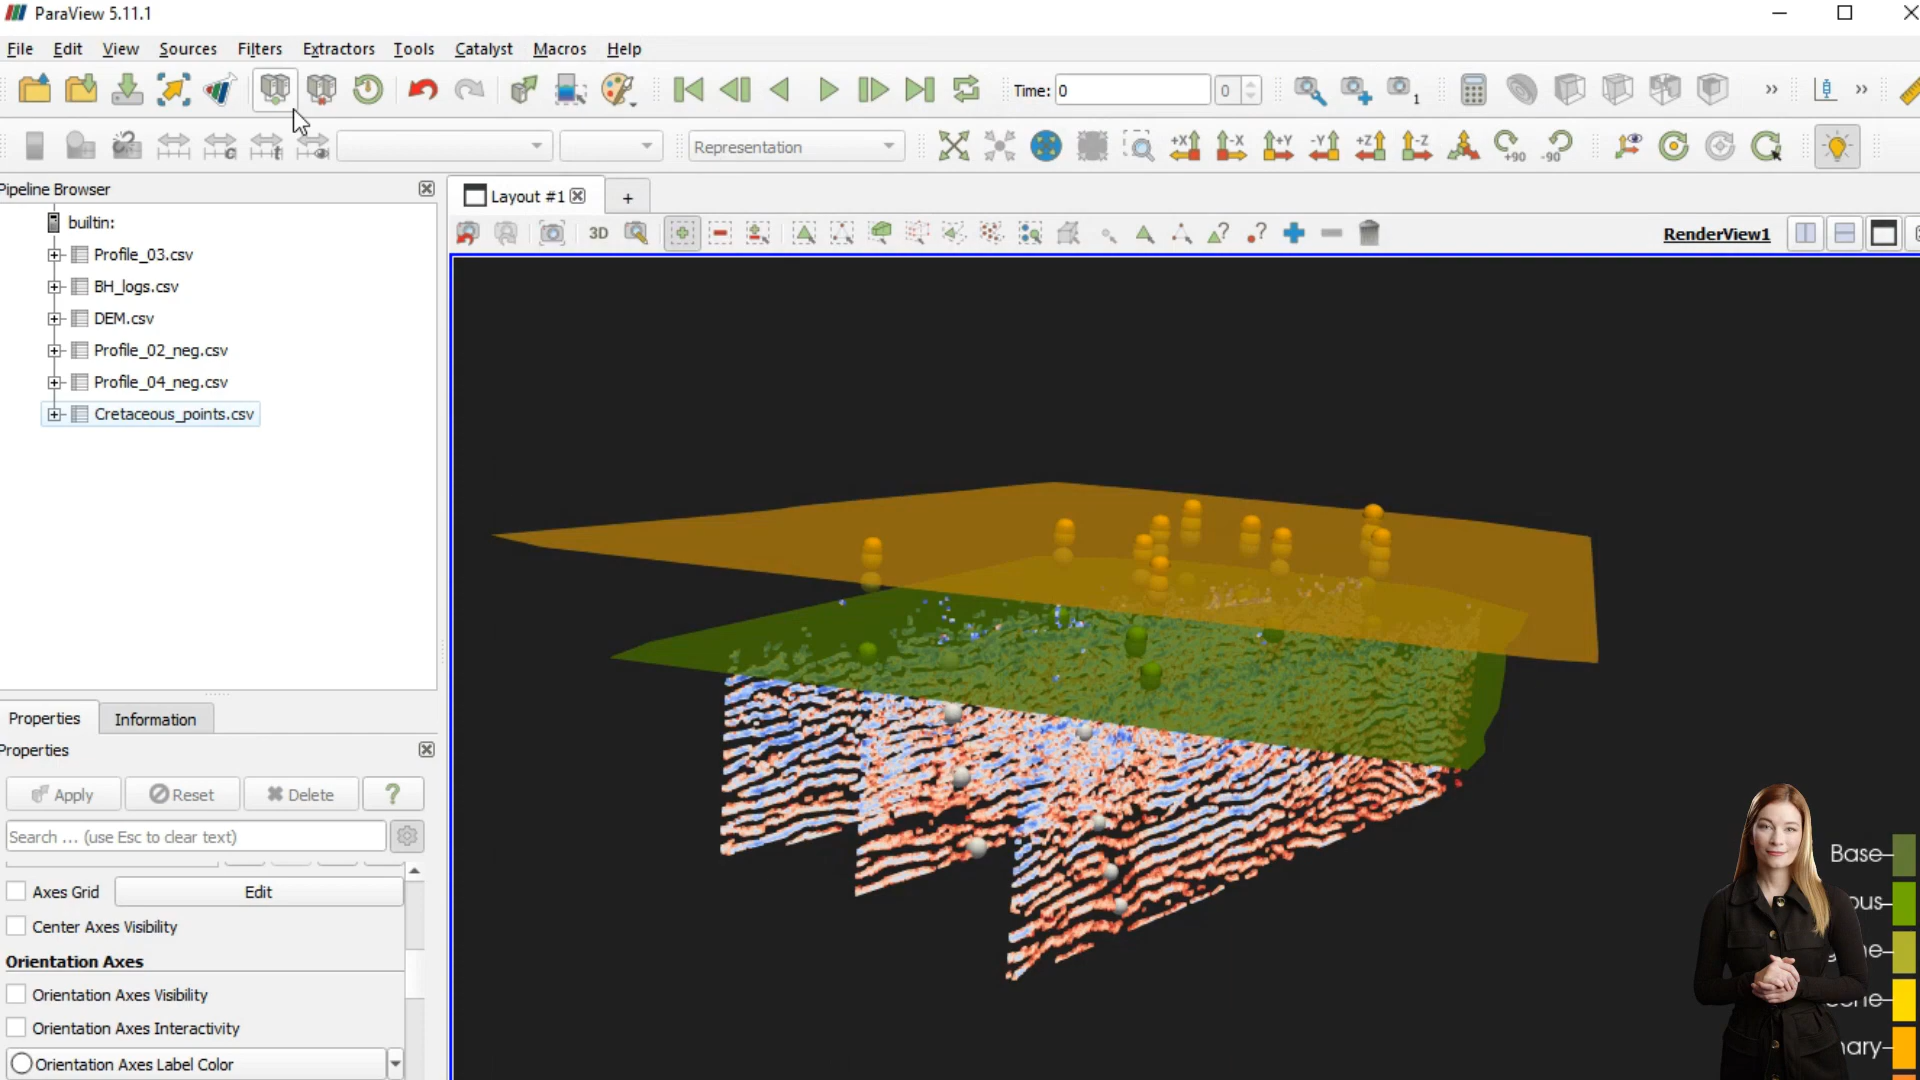 ParaView 5.11.1
File Edit View Sources Filters Extractors Tools Catalyst Macros Help
Time: 0 0 1
Representation +X -X +Y -Y +Z -Z +90 -90
Pipeline Browser
Layout #1 +
builtin:
3D RenderView1
Profile_03.csv
BH_logs.csv
DEM.csv
Profile_02_neg.csv
Profile_04_neg.csv
Cretaceous_points.csv
Properties Information
Properties
Apply Reset Delete ?
Search ... (use Esc to clear text)
Axes Grid Edit
Center Axes Visibility
Orientation Axes
Orientation Axes Visibility
Orientation Axes Interactivity
Orientation Axes Label Color
Base